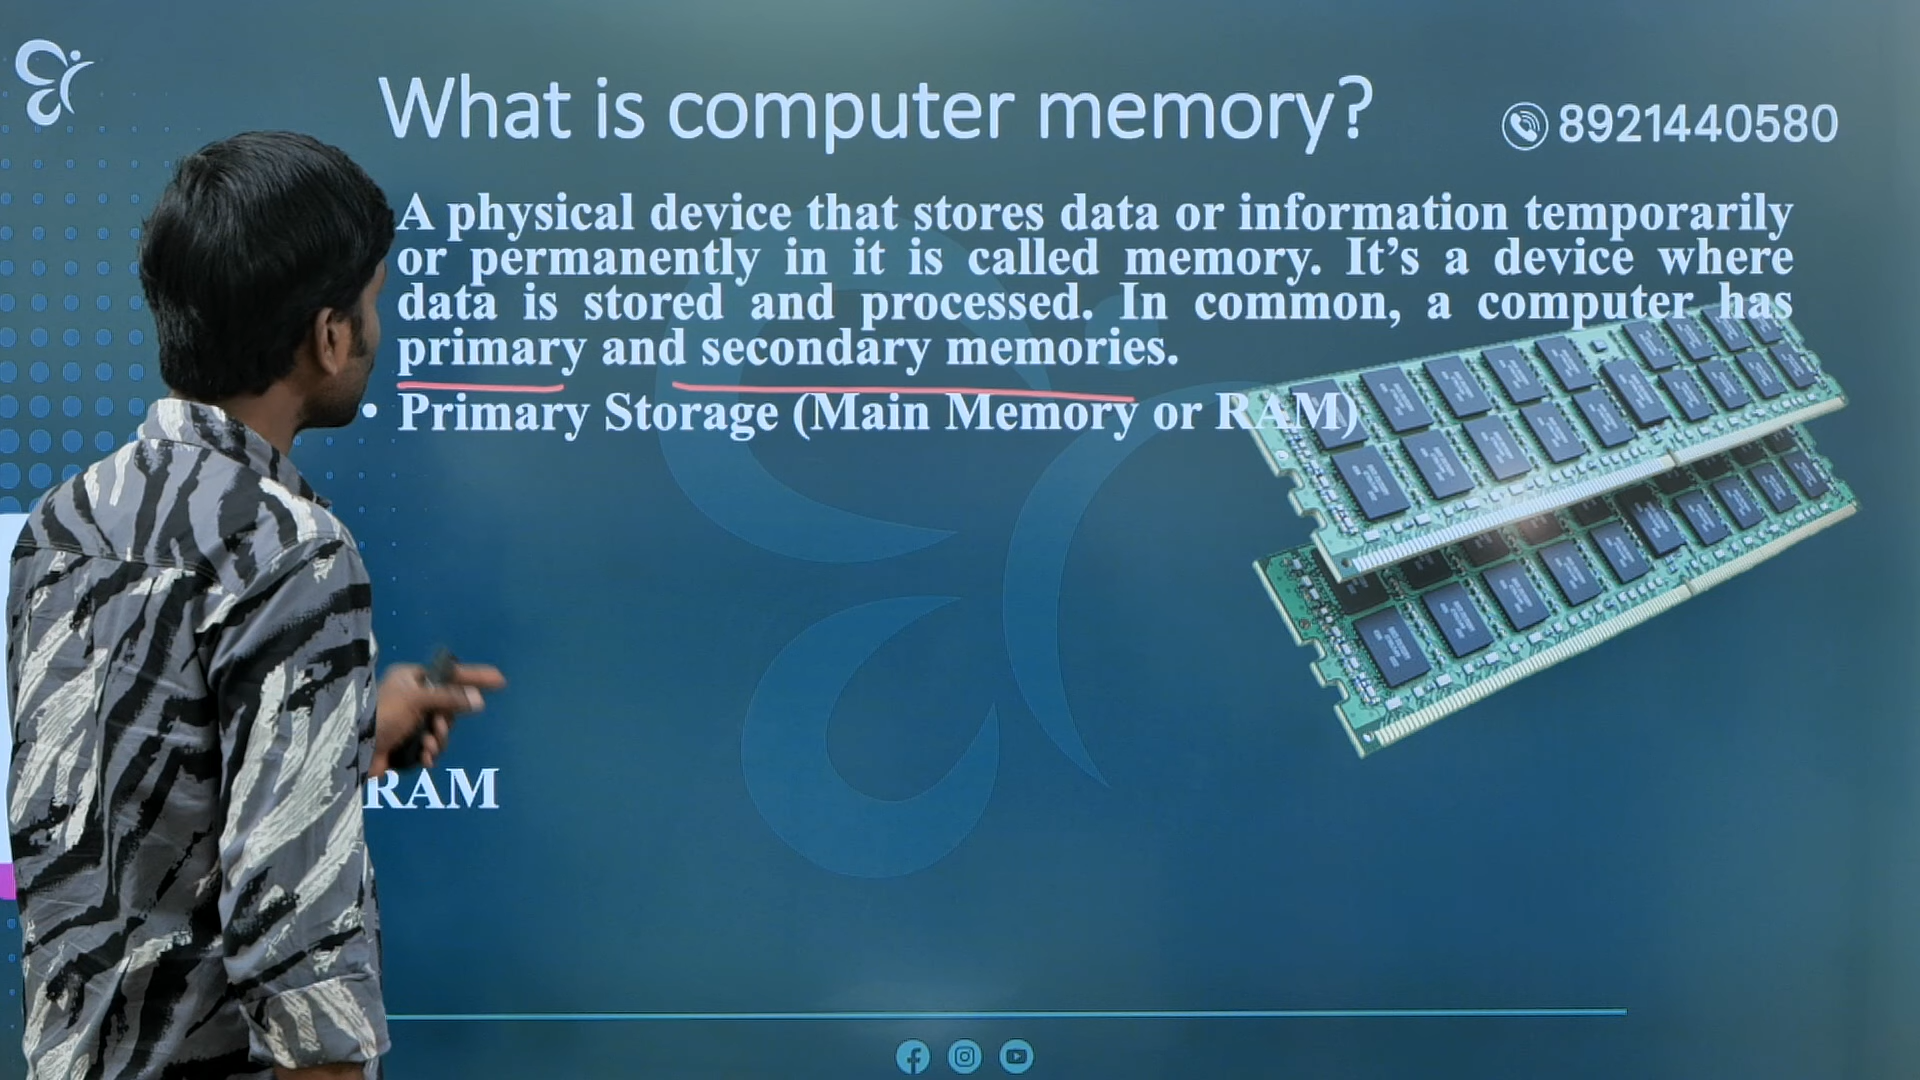 What is computer memory?
8921440580
A physical device that stores data or information temporarily
or permanently in it is called memory. It’s a device where
data is stored and processed. In common, a computer has
primary and secondary memories.
• Primary Storage (Main Memory or RAM)
RAM